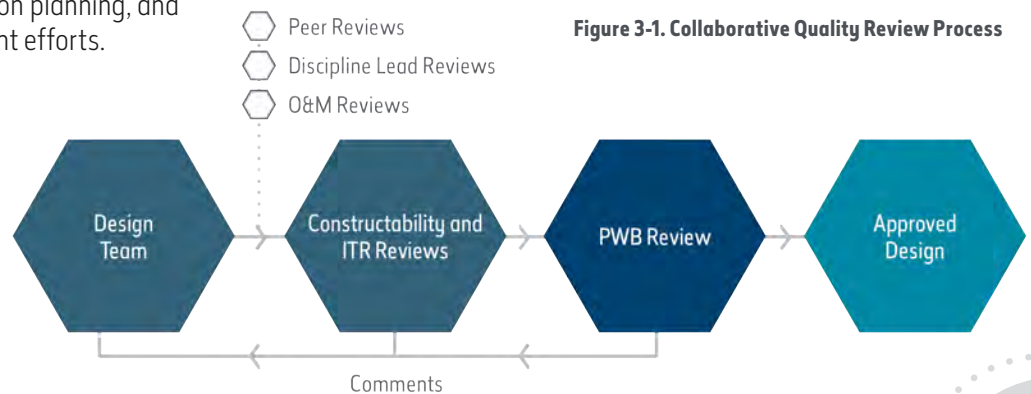 on planning, and
nt efforts.
Peer Reviews
Discipline Lead Reviews
O&M Reviews
Figure 3-1. Collaborative Quality Review Process
Design
Team
Constructability and
ITR Reviews
PWB Review
Approved
Design
Comments